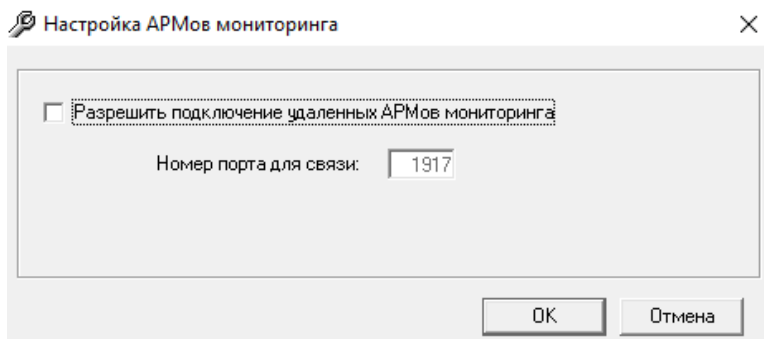 Настройка АРМов мониторинга
Разрешить подключение удаленных АРМов мониторинга
Номер порта для связи: 1917
OK Отмена